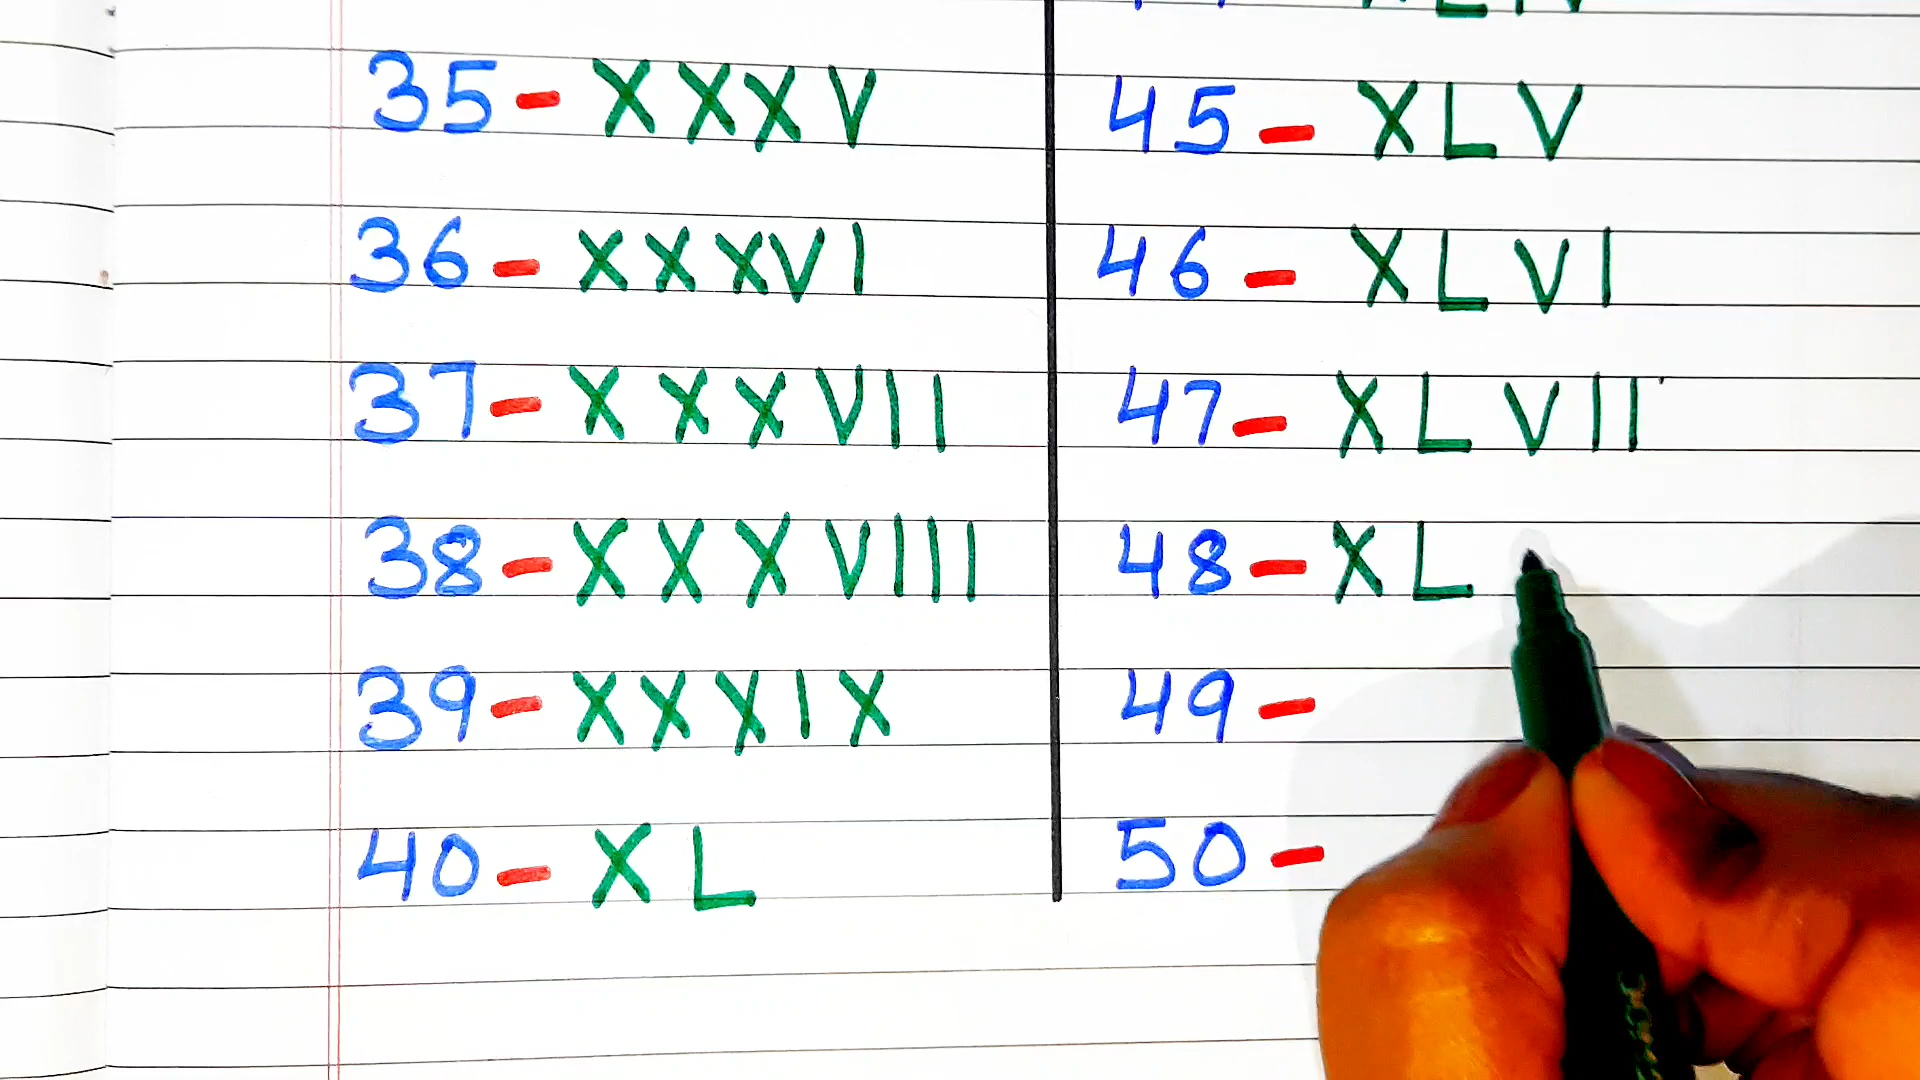 35 - XXXV
36 - XXXVI
37 - XXXVII
38 - XXXVIII
39 - XXXIX
40 - XL
45 - XLV
46 - XLVI
47 - XLVII
48 - XL
49 -
50 -